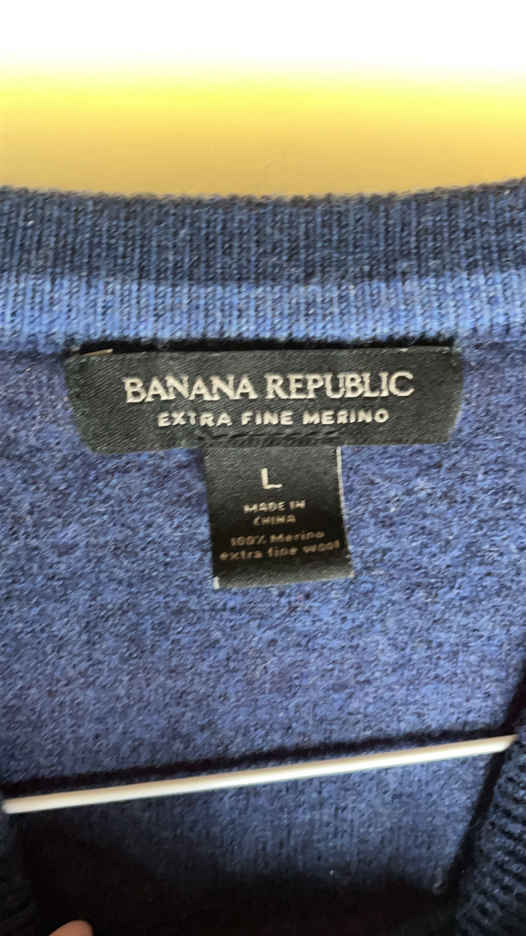 BANANA REPUBLIC
EXTRA FINE MERINO
L
MADE IN
CHINA
100% Merino
extra fine wool